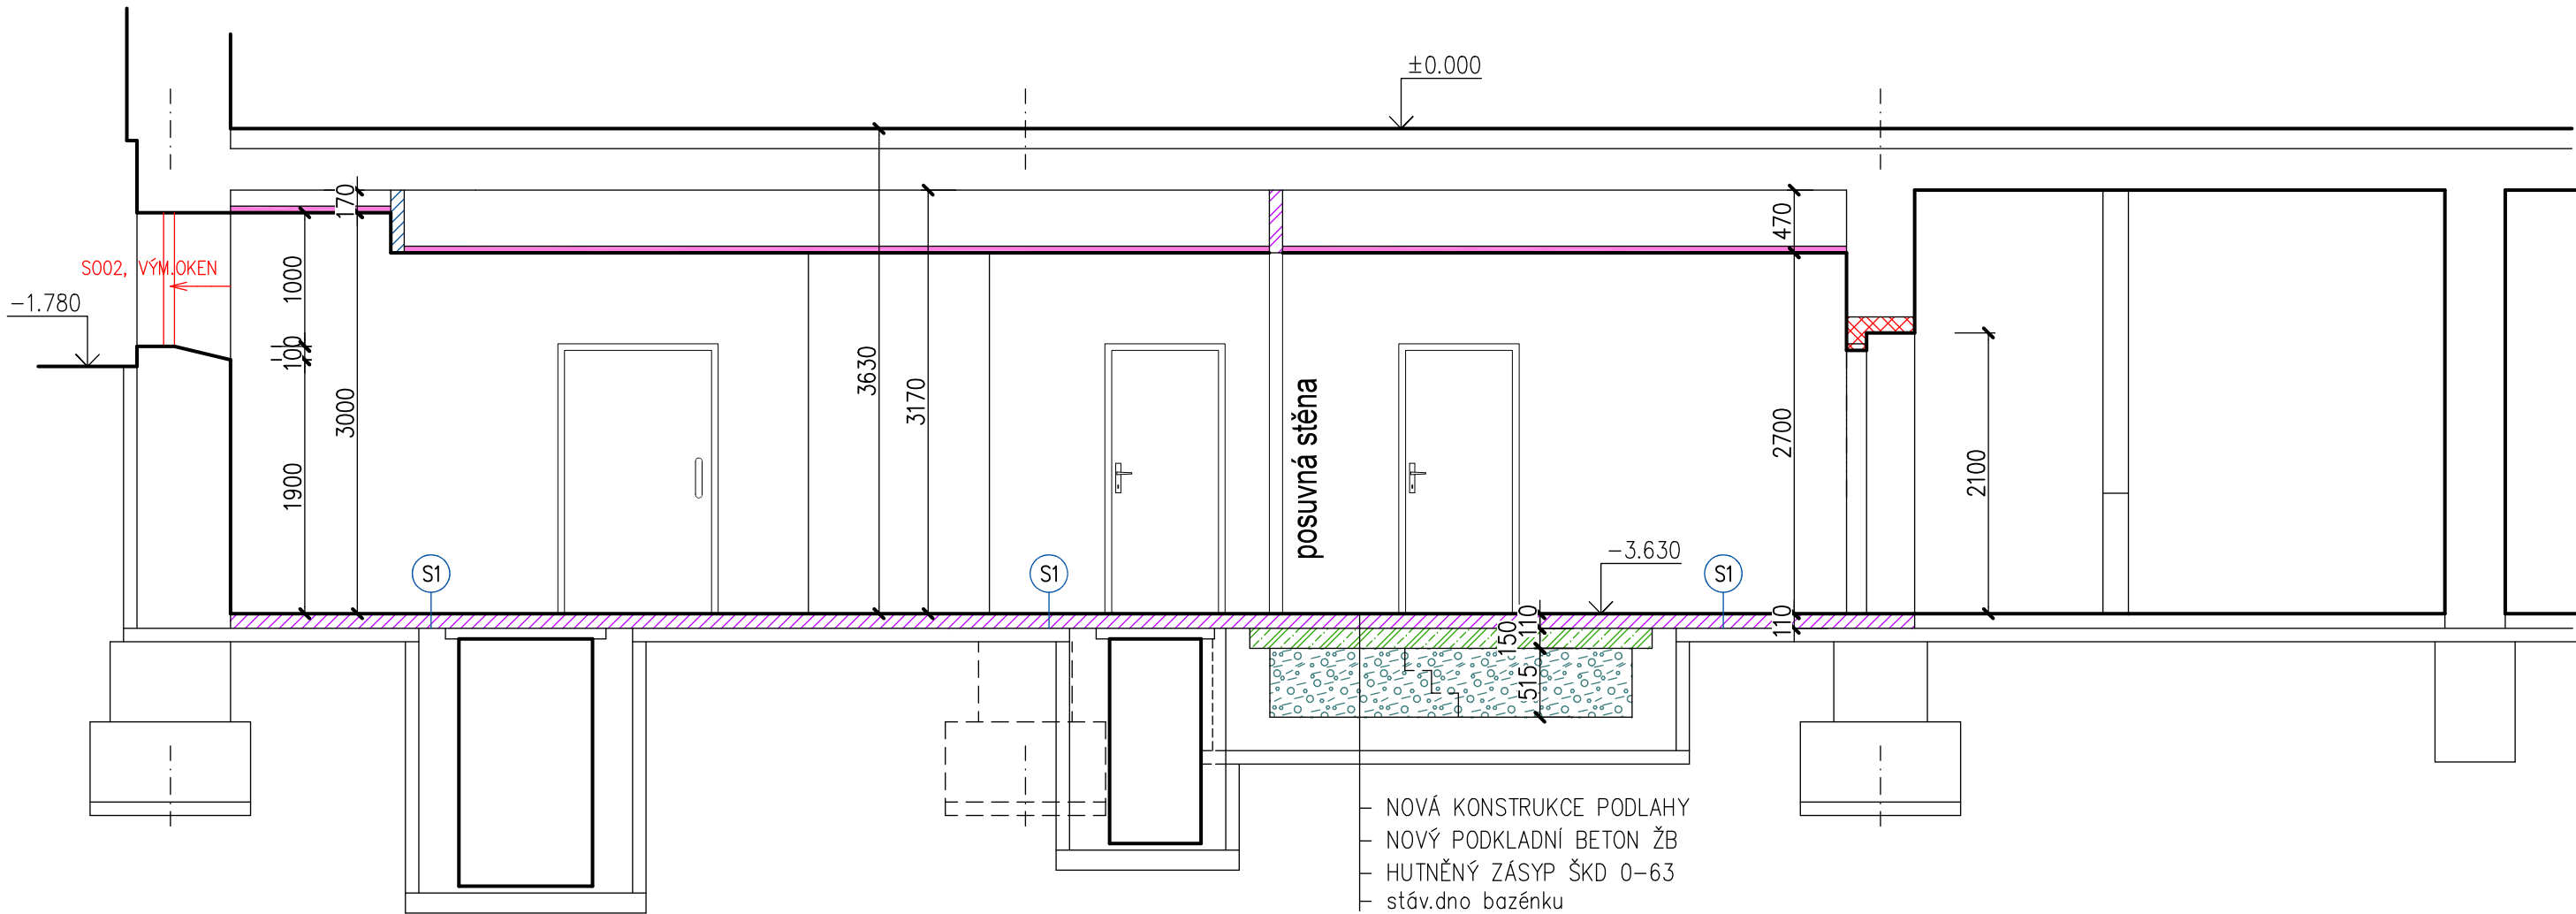 ±0.000
170
470
SO02, VÝM.OKEN
1000
-1.780
100
3630
3000
3170
posuvná stěna
2700
1900
2100
-3.630
S1
S1
S1
110
110
150
515
NOVÁ KONSTRUKCE PODLAHY
NOVÝ PODKLADNÍ BETON ŽB
HUTNĚNÝ ZÁSYP ŠKD 0-63
stáv.dno bazénku